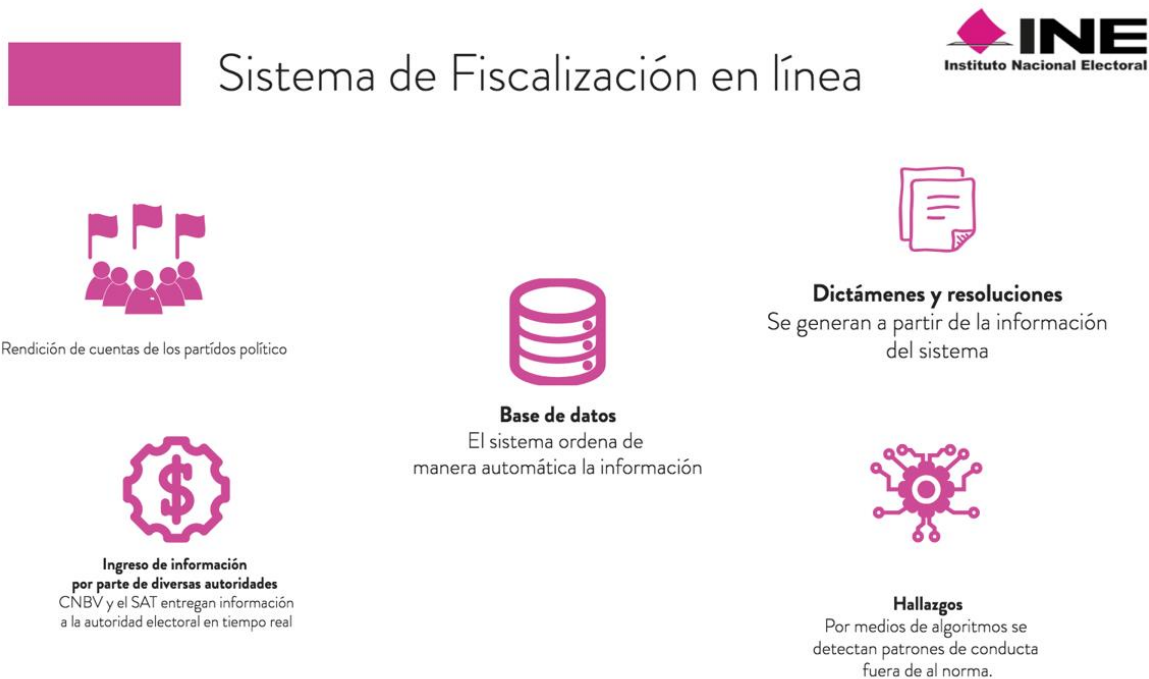 Sistema de Fiscalización en línea
INE
Instituto Nacional Electoral
Rendición de cuentas de los partídos político
Ingreso de información
por parte de diversas autoridades
CNBV y el SAT entregan información
a la autoridad electoral en tiempo real
Base de datos
El sistema ordena de
manera automática la información
Dictámenes y resoluciones
Se generan a partir de la información
del sistema
Hallazgos
Por medios de algoritmos se
detectan patrones de conducta
fuera de al norma.